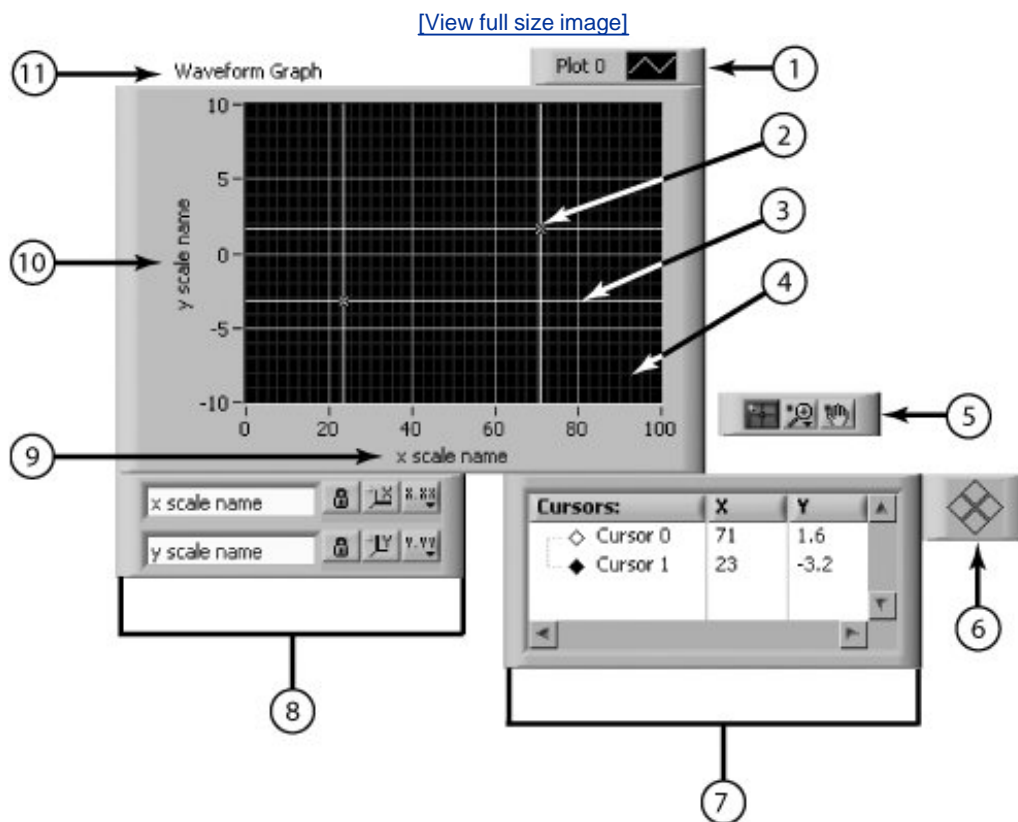 [View full size image]
11
Waveform Graph
Plot 0
1
10
5
0
-5
-10
y scale name
10
2
3
4
0 20 40 60 80 100
x scale name
9
5
x scale name
X.XX
y scale name
Y.YY
Cursors: X Y
Cursor 0 71 1.6
Cursor 1 23 -3.2
6
8
7